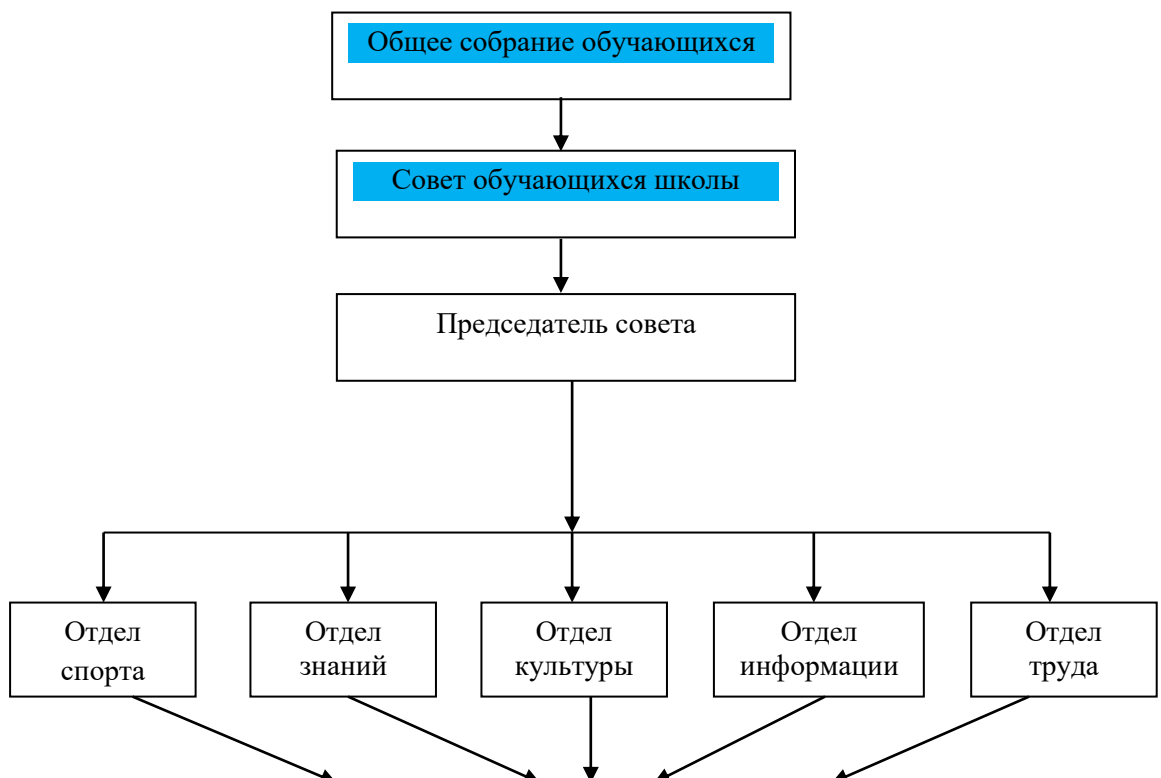 Общее собрание обучающихся
Совет обучающихся школы
Председатель совета
Отдел
спорта
Отдел
знаний
Отдел
культуры
Отдел
информации
Отдел
труда